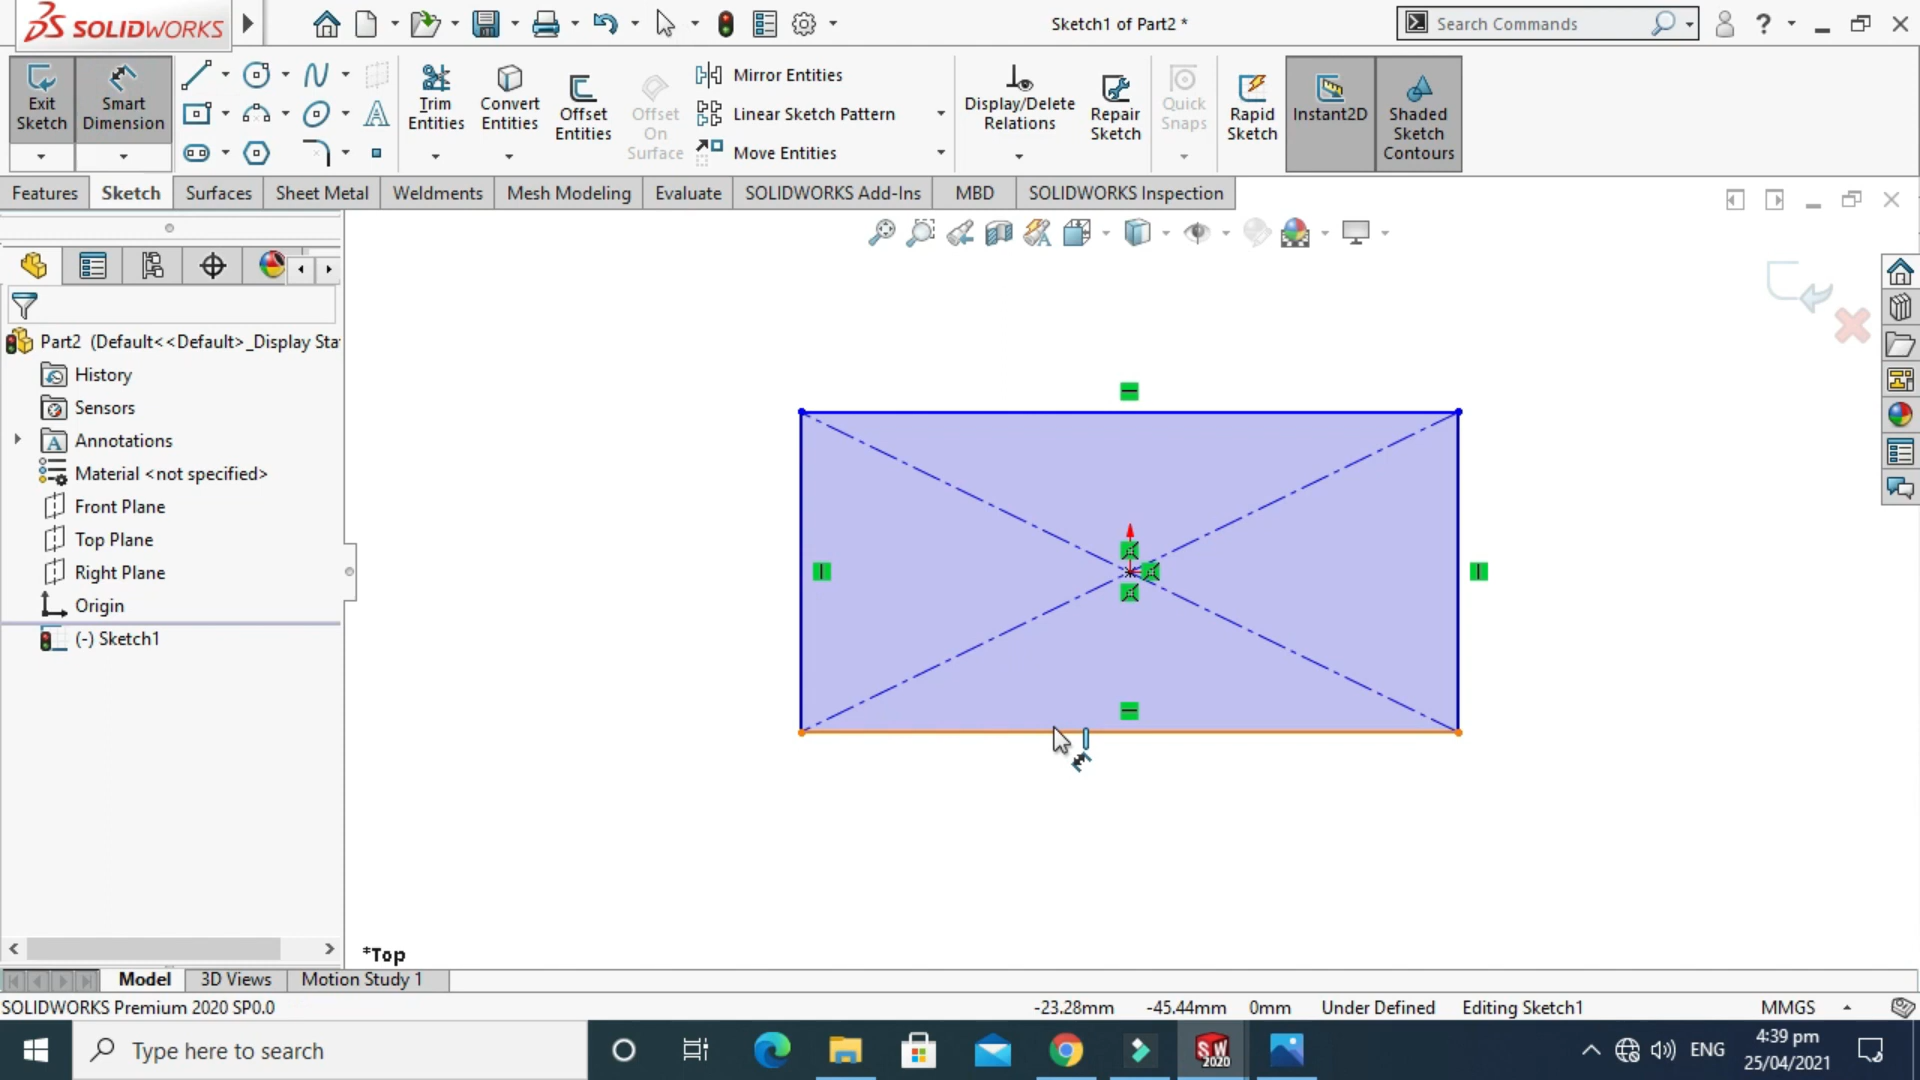 SOLIDWORKS
Sketch1 of Part2 *
Search Commands
Exit Sketch
Smart Dimension
Trim Entities
Convert Entities
Offset Entities
Offset On Surface
Mirror Entities
Linear Sketch Pattern
Move Entities
Display/Delete Relations
Repair Sketch
Quick Snaps
Rapid Sketch
Instant2D
Shaded Sketch Contours
Features
Sketch
Surfaces
Sheet Metal
Weldments
Mesh Modeling
Evaluate
SOLIDWORKS Add-Ins
MBD
SOLIDWORKS Inspection
Part2 (Default<<Default>_Display Sta
History
Sensors
Annotations
Material <not specified>
Front Plane
Top Plane
Right Plane
Origin
(-) Sketch1
*Top
Model
3D Views
Motion Study 1
SOLIDWORKS Premium 2020 SP0.0
-23.28mm
-45.44mm
0mm
Under Defined
Editing Sketch1
MMGS
Type here to search
SW
2020
ENG
4:39 pm
25/04/2021